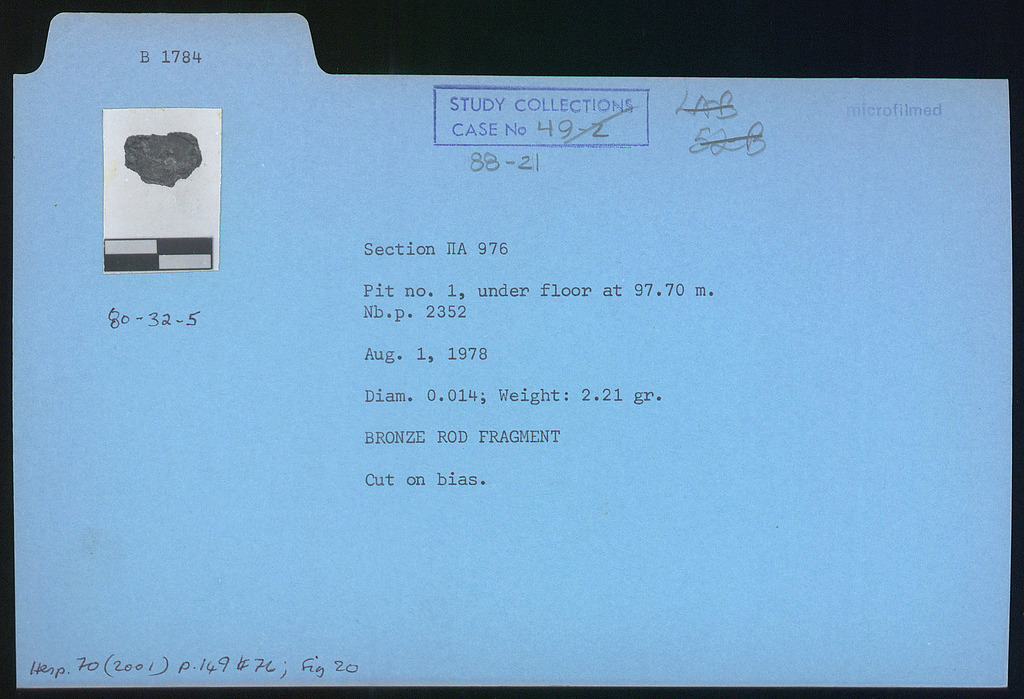 B 1784
STUDY COLLECTIONS
CASE No 49-2
88-21
LAB
52B
microfilmed
Section ΠΑ 976
Pit no. 1, under floor at 97.70 m.
Nb.p. 2352
80-32-5
Aug. 1, 1978
Diam. 0.014; Weight: 2.21 gr.
BRONZE ROD FRAGMENT
Cut on bias.
Hesp. 70 (2001) p.149 # 76; Fig 20